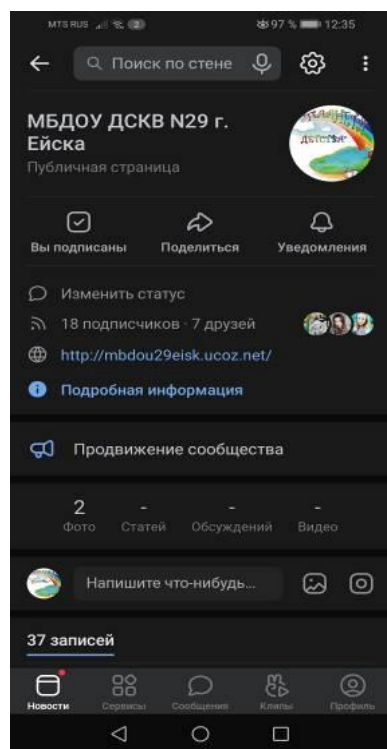 MTS RUS 2 97 % 12:35
Поиск по стене
МБДОУ ДСКВ N29 г.
Ейска
Публичная страница
ДЕТСТВА
Вы подписаны Поделиться Уведомления
Изменить статус
18 подписчиков · 7 друзей
http://mbdou29eisk.ucoz.net/
Подробная информация
Продвижение сообщества
2 - - -
Фото Статей Обсуждений Видео
Напишите что-нибудь...
37 записей
Новости Сервисы Сообщения Клипы Профиль